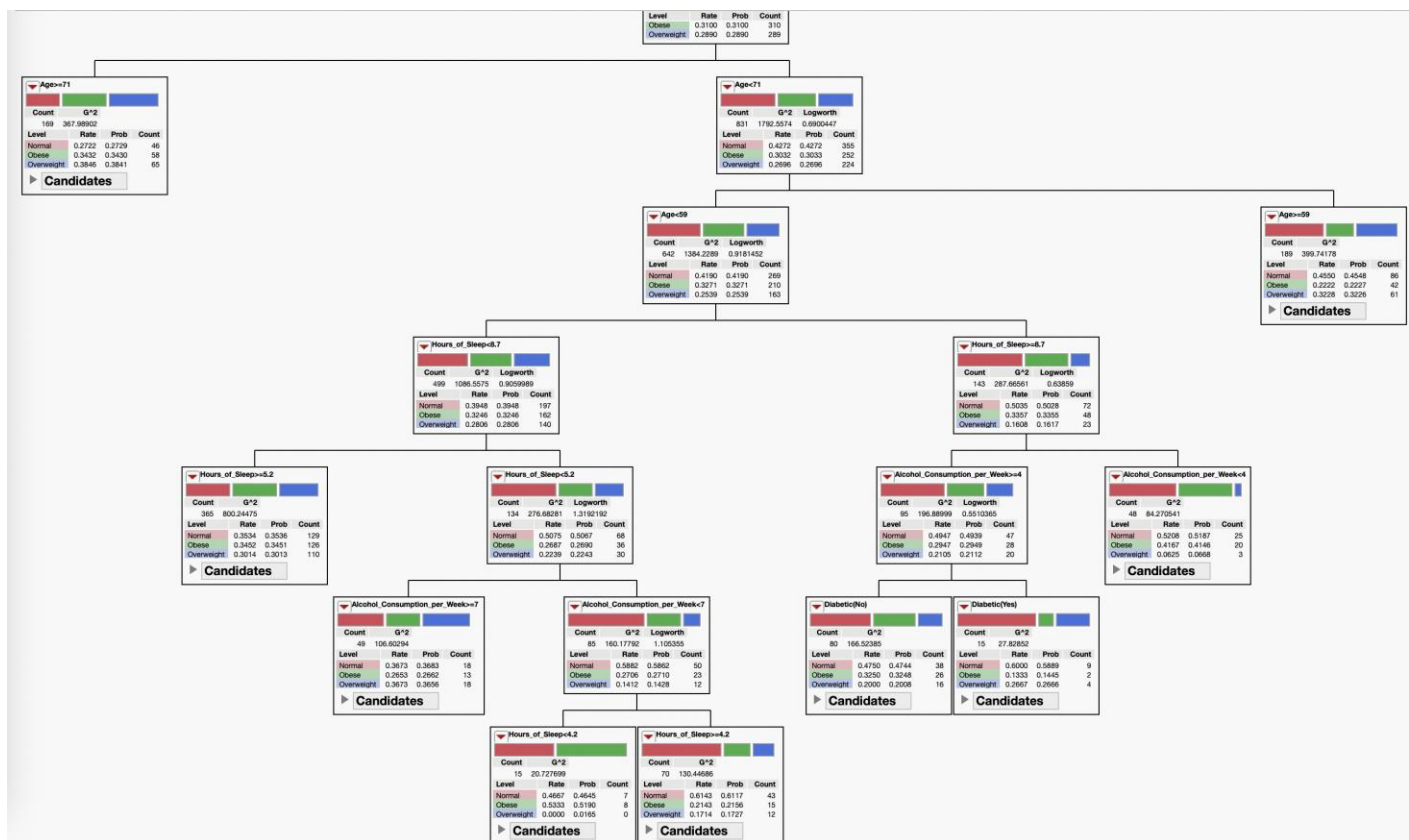 Level Rate Prob Count
Obese 0.3100 0.3100 310
Overweight 0.2890 0.2890 289
Age>=71
Count G^2
169 367.98902
Level Rate Prob Count
Normal 0.2722 0.2729 46
Obese 0.3432 0.3430 58
Overweight 0.3846 0.3841 65
Candidates
Age<71
Count G^2 Logworth
831 1792.5574 0.6900447
Level Rate Prob Count
Normal 0.4272 0.4272 355
Obese 0.3032 0.3033 252
Overweight 0.2696 0.2696 224
Age<59
Count G^2 Logworth
642 1384.2289 0.9181452
Level Rate Prob Count
Normal 0.4190 0.4190 269
Obese 0.3271 0.3271 210
Overweight 0.2539 0.2539 163
Age>=59
Count G^2
189 399.74178
Level Rate Prob Count
Normal 0.4550 0.4548 86
Obese 0.2222 0.2227 42
Overweight 0.3228 0.3226 61
Candidates
Hours_of_Sleep<8.7
Count G^2 Logworth
499 1086.5575 0.9059989
Level Rate Prob Count
Normal 0.3948 0.3948 197
Obese 0.3246 0.3246 162
Overweight 0.2806 0.2806 140
Hours_of_Sleep>=8.7
Count G^2 Logworth
143 287.66561 0.63859
Level Rate Prob Count
Normal 0.5035 0.5028 72
Obese 0.3357 0.3355 48
Overweight 0.1608 0.1617 23
Hours_of_Sleep>=5.2
Count G^2
365 800.24475
Level Rate Prob Count
Normal 0.3534 0.3536 129
Obese 0.3452 0.3451 126
Overweight 0.3014 0.3013 110
Candidates
Hours_of_Sleep<5.2
Count G^2 Logworth
134 276.68281 1.3192192
Level Rate Prob Count
Normal 0.5075 0.5067 68
Obese 0.2687 0.2690 36
Overweight 0.2239 0.2243 30
Alcohol_Consumption_per_Week>=4
Count G^2 Logworth
95 196.88999 0.5510365
Level Rate Prob Count
Normal 0.4947 0.4939 47
Obese 0.2947 0.2949 28
Overweight 0.2105 0.2112 20
Alcohol_Consumption_per_Week<4
Count G^2
48 84.270541
Level Rate Prob Count
Normal 0.5208 0.5187 25
Obese 0.4167 0.4146 20
Overweight 0.0625 0.0668 3
Candidates
Alcohol_Consumption_per_Week>=7
Count G^2
49 106.60294
Level Rate Prob Count
Normal 0.3673 0.3683 18
Obese 0.2653 0.2662 13
Overweight 0.3673 0.3656 18
Candidates
Alcohol_Consumption_per_Week<7
Count G^2 Logworth
85 160.17792 1.105355
Level Rate Prob Count
Normal 0.5882 0.5862 50
Obese 0.2706 0.2710 23
Overweight 0.1412 0.1428 12
Diabetic(No)
Count G^2
80 166.52385
Level Rate Prob Count
Normal 0.4750 0.4744 38
Obese 0.3250 0.3248 26
Overweight 0.2000 0.2008 16
Candidates
Diabetic(Yes)
Count G^2
15 27.82852
Level Rate Prob Count
Normal 0.6000 0.5889 9
Obese 0.1333 0.1445 2
Overweight 0.2667 0.2666 4
Candidates
Hours_of_Sleep<4.2
Count G^2
15 20.727699
Level Rate Prob Count
Normal 0.4667 0.4645 7
Obese 0.5333 0.5190 8
Overweight 0.0000 0.0165 0
Candidates
Hours_of_Sleep>=4.2
Count G^2
70 130.44686
Level Rate Prob Count
Normal 0.6143 0.6117 43
Obese 0.2143 0.2156 15
Overweight 0.1714 0.1727 12
Candidates